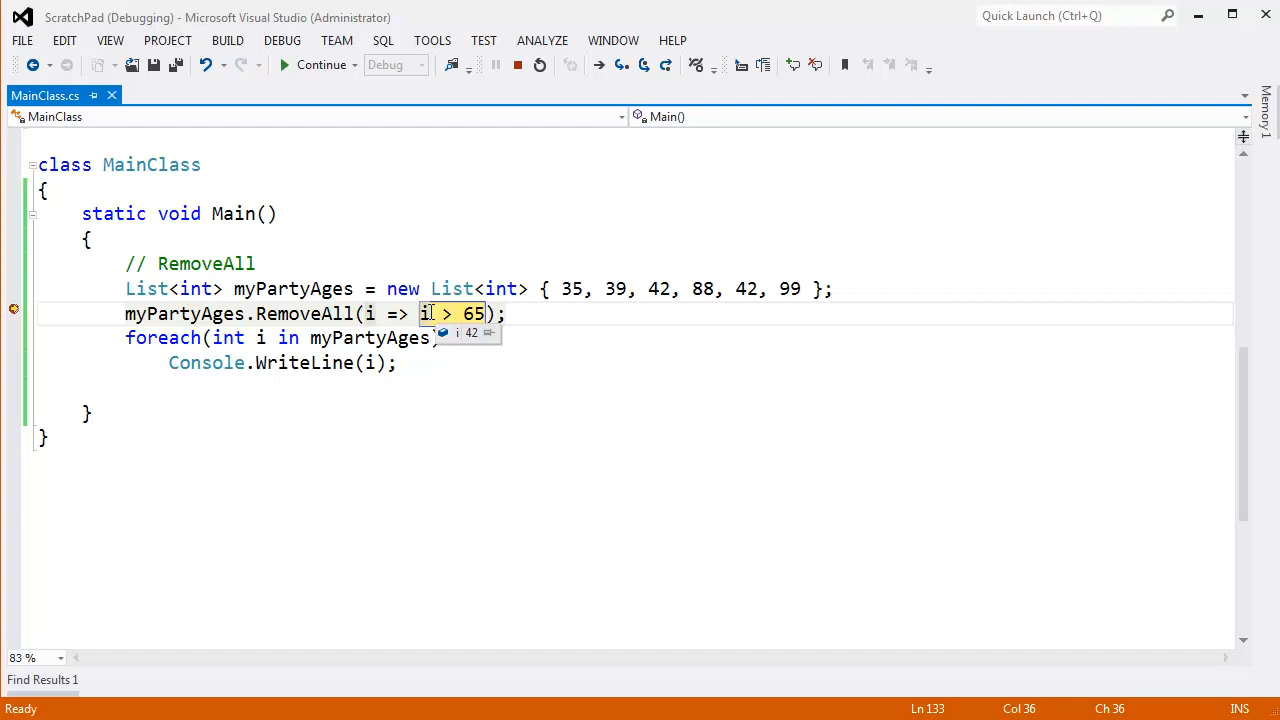 ScratchPad (Debugging) - Microsoft Visual Studio (Administrator)
Quick Launch (Ctrl+Q)
FILE EDIT VIEW PROJECT BUILD DEBUG TEAM SQL TOOLS TEST ANALYZE WINDOW HELP
Continue Debug
MainClass.cs
Memory 1
MainClass Main()
class MainClass
{
static void Main()
{
// RemoveAll
List<int> myPartyAges = new List<int> { 35, 39, 42, 88, 42, 99 };
myPartyAges.RemoveAll(i => i > 65);
i 42
foreach(int i in myPartyAges)
Console.WriteLine(i);
}
}
83 %
Find Results 1
Ready Ln 133 Col 36 Ch 36 INS